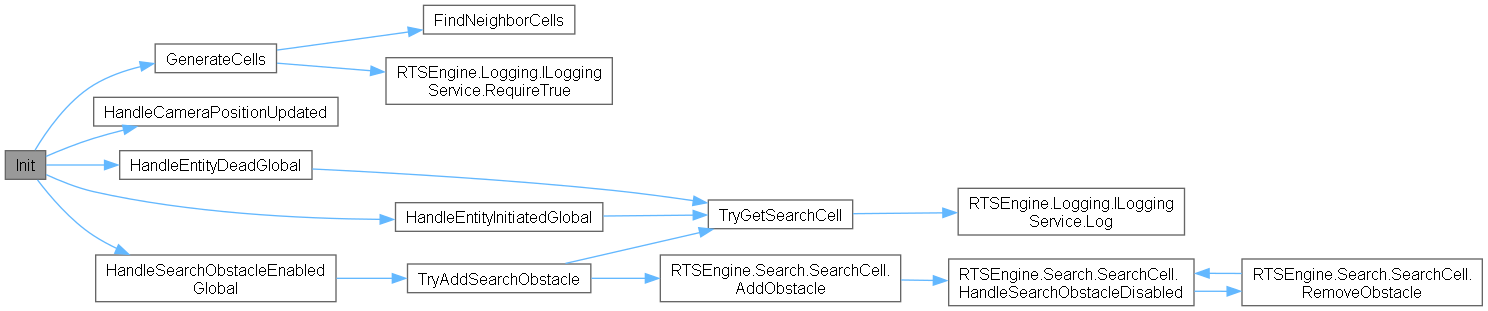 FindNeighborCells
GenerateCells
RTSEngine.Logging.ILogging
Service.RequireTrue
HandleCameraPositionUpdated
Init
HandleEntityDeadGlobal
HandleEntityInitiatedGlobal
TryGetSearchCell
RTSEngine.Logging.ILogging
Service.Log
HandleSearchObstacleEnabled
Global
TryAddSearchObstacle
RTSEngine.Search.SearchCell.
AddObstacle
RTSEngine.Search.SearchCell.
HandleSearchObstacleDisabled
RTSEngine.Search.SearchCell.
RemoveObstacle